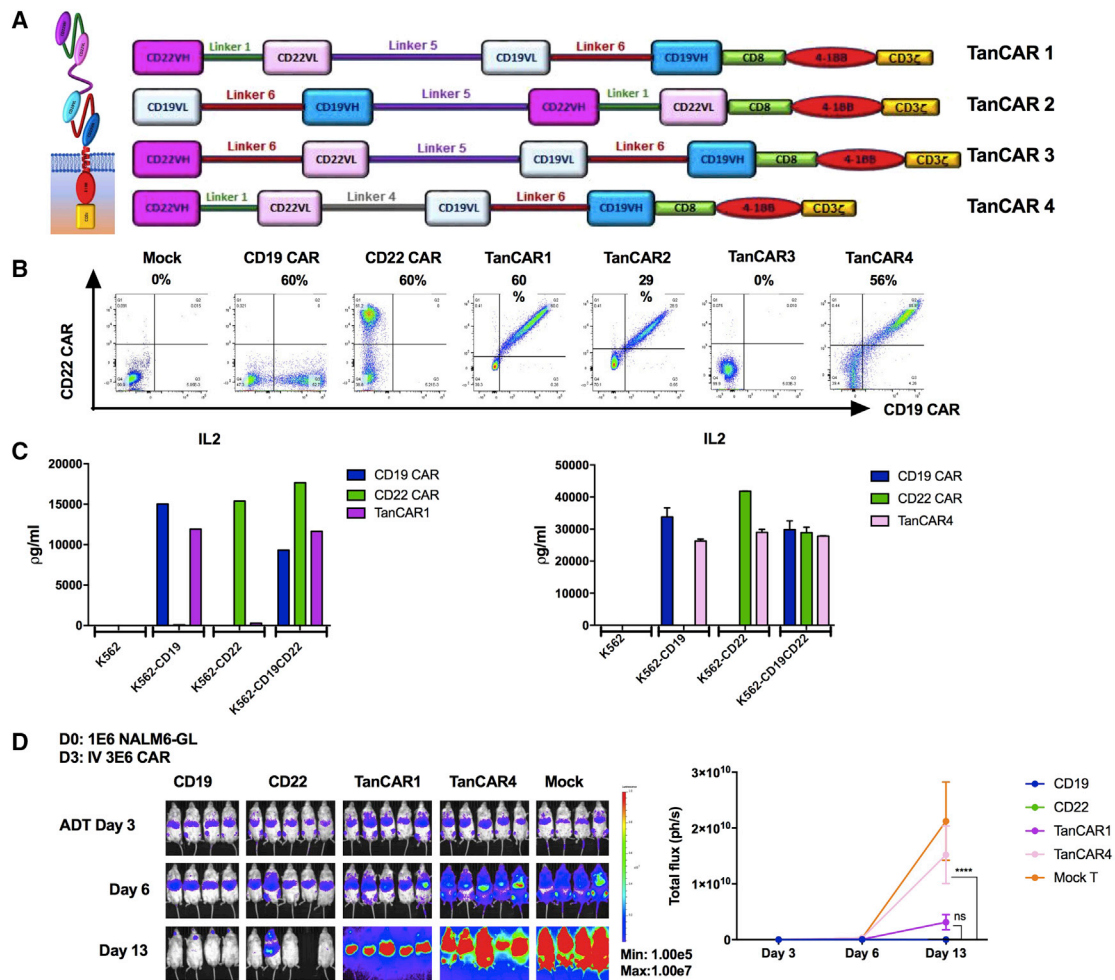 A
CD22VH Linker 1 CD22VL Linker 5 CD19VL Linker 6 CD19VH CD8 4-1BB CD3ζ TanCAR 1
CD19VL Linker 6 CD19VH Linker 5 CD22VH Linker 1 CD22VL CD8 4-1BB CD3ζ TanCAR 2
CD22VH Linker 6 CD22VL Linker 5 CD19VL Linker 6 CD19VH CD8 4-1BB CD3ζ TanCAR 3
CD22VH Linker 1 CD22VL Linker 4 CD19VL Linker 6 CD19VH CD8 4-1BB CD3ζ TanCAR 4
B
Mock CD19 CAR CD22 CAR TanCAR1 TanCAR2 TanCAR3 TanCAR4
0% 60% 60% 60 % 29 % 0% 56%
CD22 CAR
CD19 CAR
C
IL2
20000
15000
10000
5000
0
ρg/ml
CD19 CAR
CD22 CAR
TanCAR1
K562
K562-CD19
K562-CD22
K562-CD19CD22
IL2
50000
40000
30000
20000
10000
0
ρg/ml
CD19 CAR
CD22 CAR
TanCAR4
K562
K562-CD19
K562-CD22
K562-CD19CD22
D
D0: 1E6 NALM6-GL
D3: IV 3E6 CAR
CD19 CD22 TanCAR1 TanCAR4 Mock
ADT Day 3
Day 6
Day 13
Min: 1.00e5
Max:1.00e7
3×10¹⁰
2×10¹⁰
1×10¹⁰
0
Total flux (ph/s)
Day 3 Day 6 Day 13
****
ns
CD19
CD22
TanCAR1
TanCAR4
Mock T